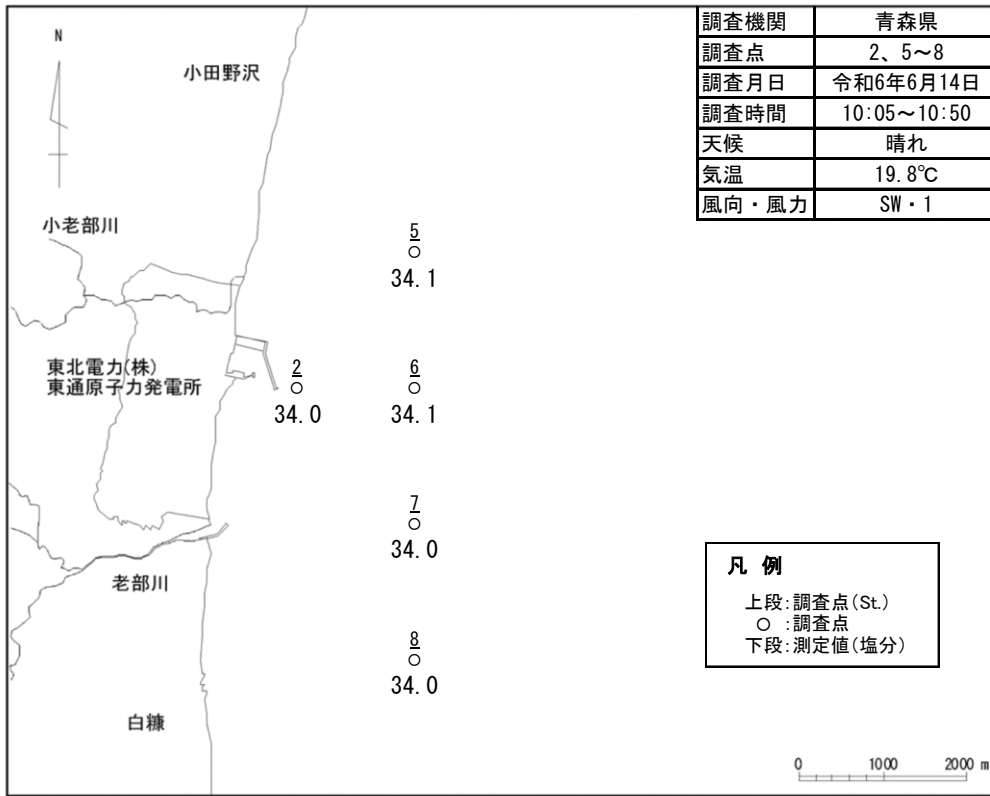 調査機関 青森県
調査点 2、5～8
調査月日 令和6年6月14日
調査時間 10:05～10:50
天候 晴れ
気温 19.8℃
風向・風力 SW・1
N
小田野沢
小老部川
5
34.1
東北電力(株)
東通原子力発電所
2
34.0
6
34.1
7
34.0
老部川
8
34.0
白糠
凡 例
上段:調査点(St.)
○ :調査点
下段:測定値(塩分)
0 1000 2000 m